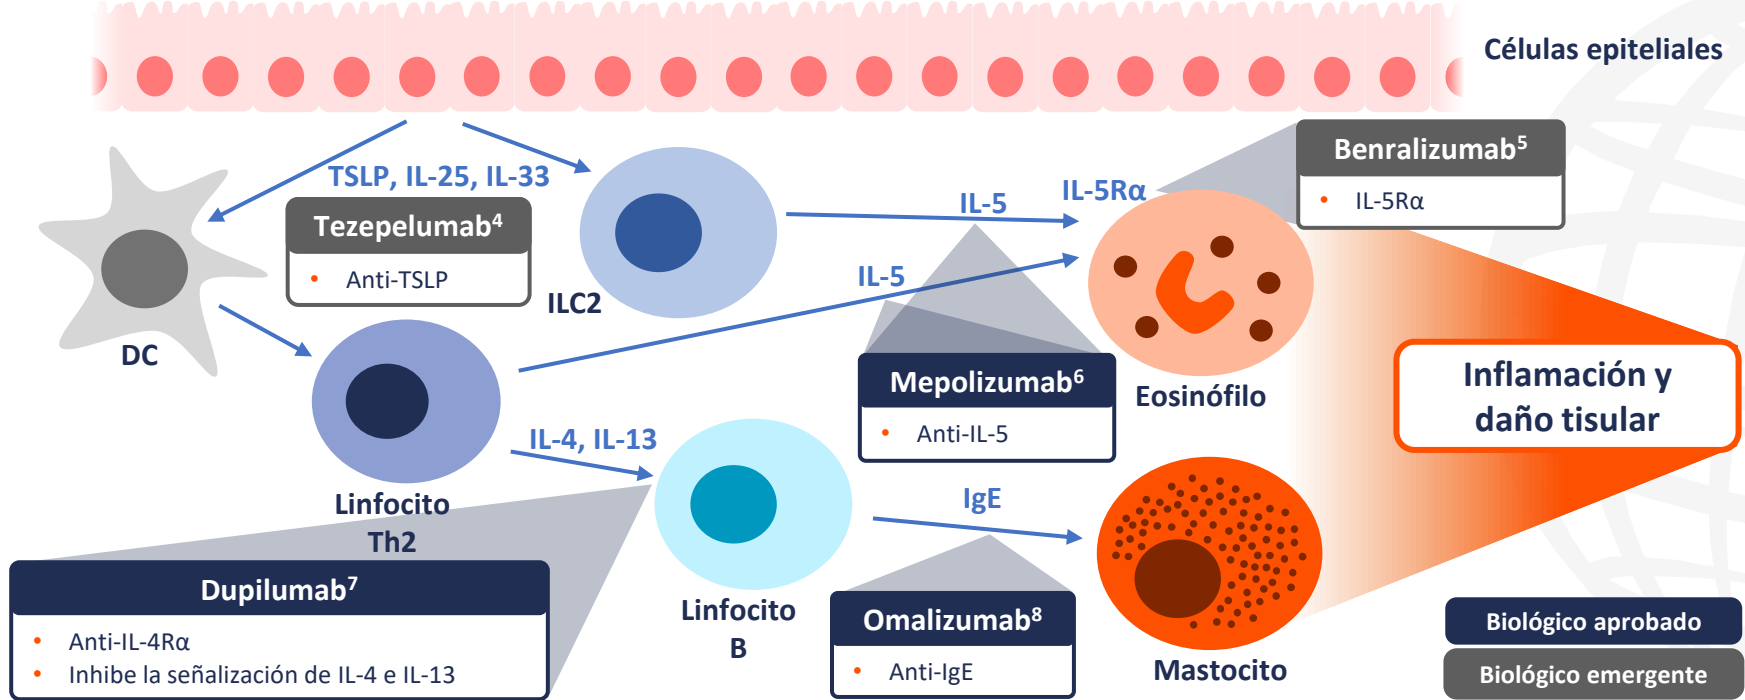 Células epiteliales
TSLP, IL-25, IL-33
Tezepelumab⁴
• Anti-TSLP
DC
ILC2
IL-5
IL-5Rα
Benralizumab⁵
• IL-5Rα
IL-5
Mepolizumab⁶
• Anti-IL-5
Eosinófilo
Inflamación y
daño tisular
Linfocito
Th2
IL-4, IL-13
Dupilumab⁷
• Anti-IL-4Rα
• Inhibe la señalización de IL-4 e IL-13
Linfocito
B
IgE
Omalizumab⁸
• Anti-IgE
Mastocito
Biológico aprobado
Biológico emergente